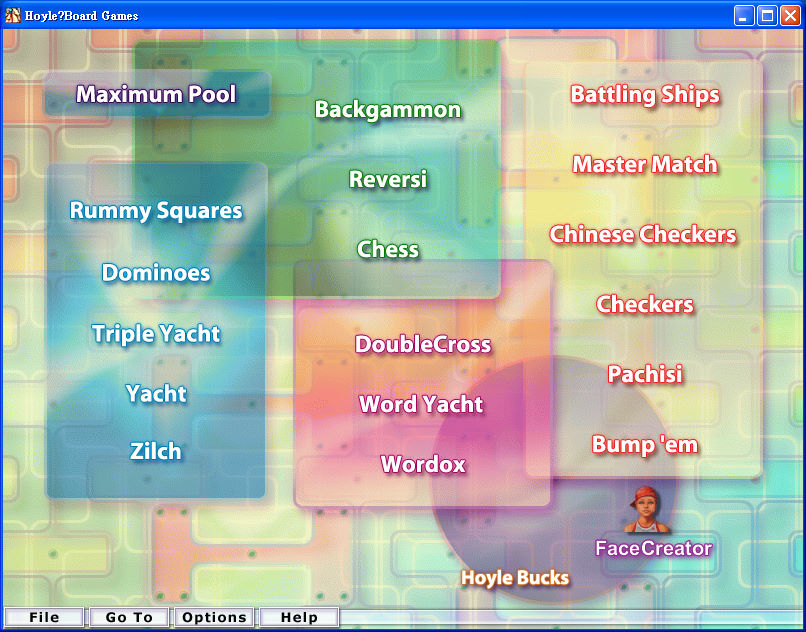 Hoyle?Board Games
Maximum Pool
Rummy Squares
Dominoes
Triple Yacht
Yacht
Zilch
Backgammon
Reversi
Chess
DoubleCross
Word Yacht
Wordox
Battling Ships
Master Match
Chinese Checkers
Checkers
Pachisi
Bump 'em
FaceCreator
Hoyle Bucks
File
Go To
Options
Help